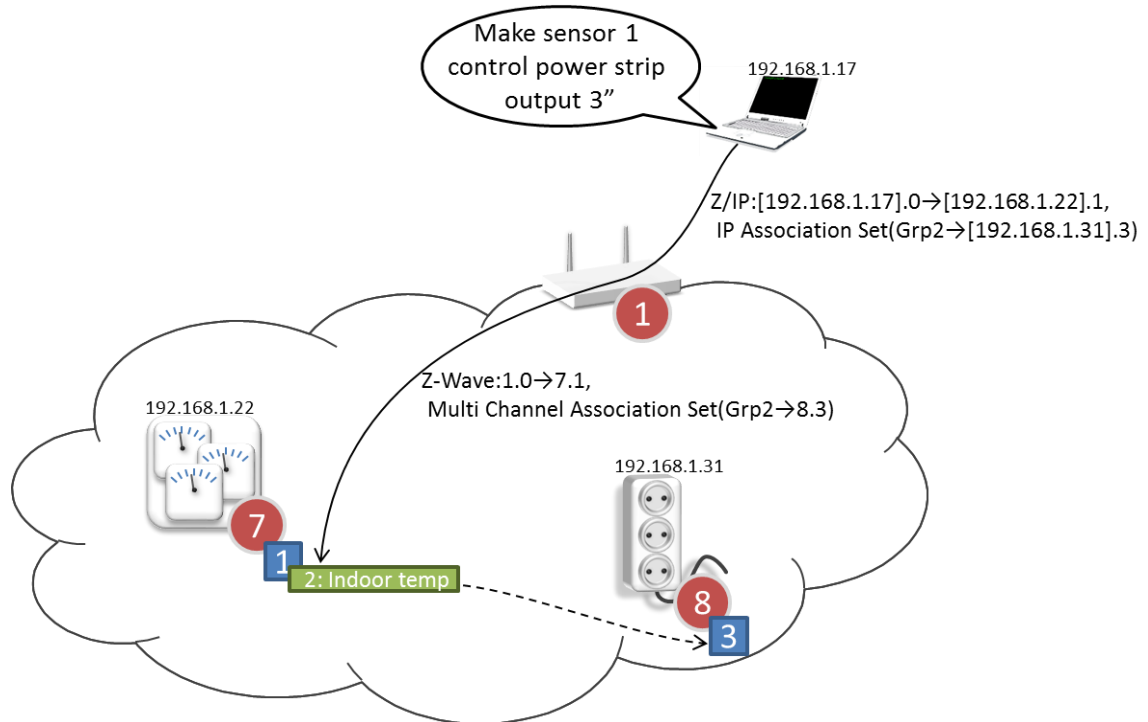 Make sensor 1
control power strip
output 3”
192.168.1.17
Z/IP:[192.168.1.17].0→[192.168.1.22].1,
IP Association Set(Grp2→[192.168.1.31].3)
1
Z-Wave:1.0→7.1,
Multi Channel Association Set(Grp2→8.3)
192.168.1.22
192.168.1.31
7
1
2: Indoor temp
8
3